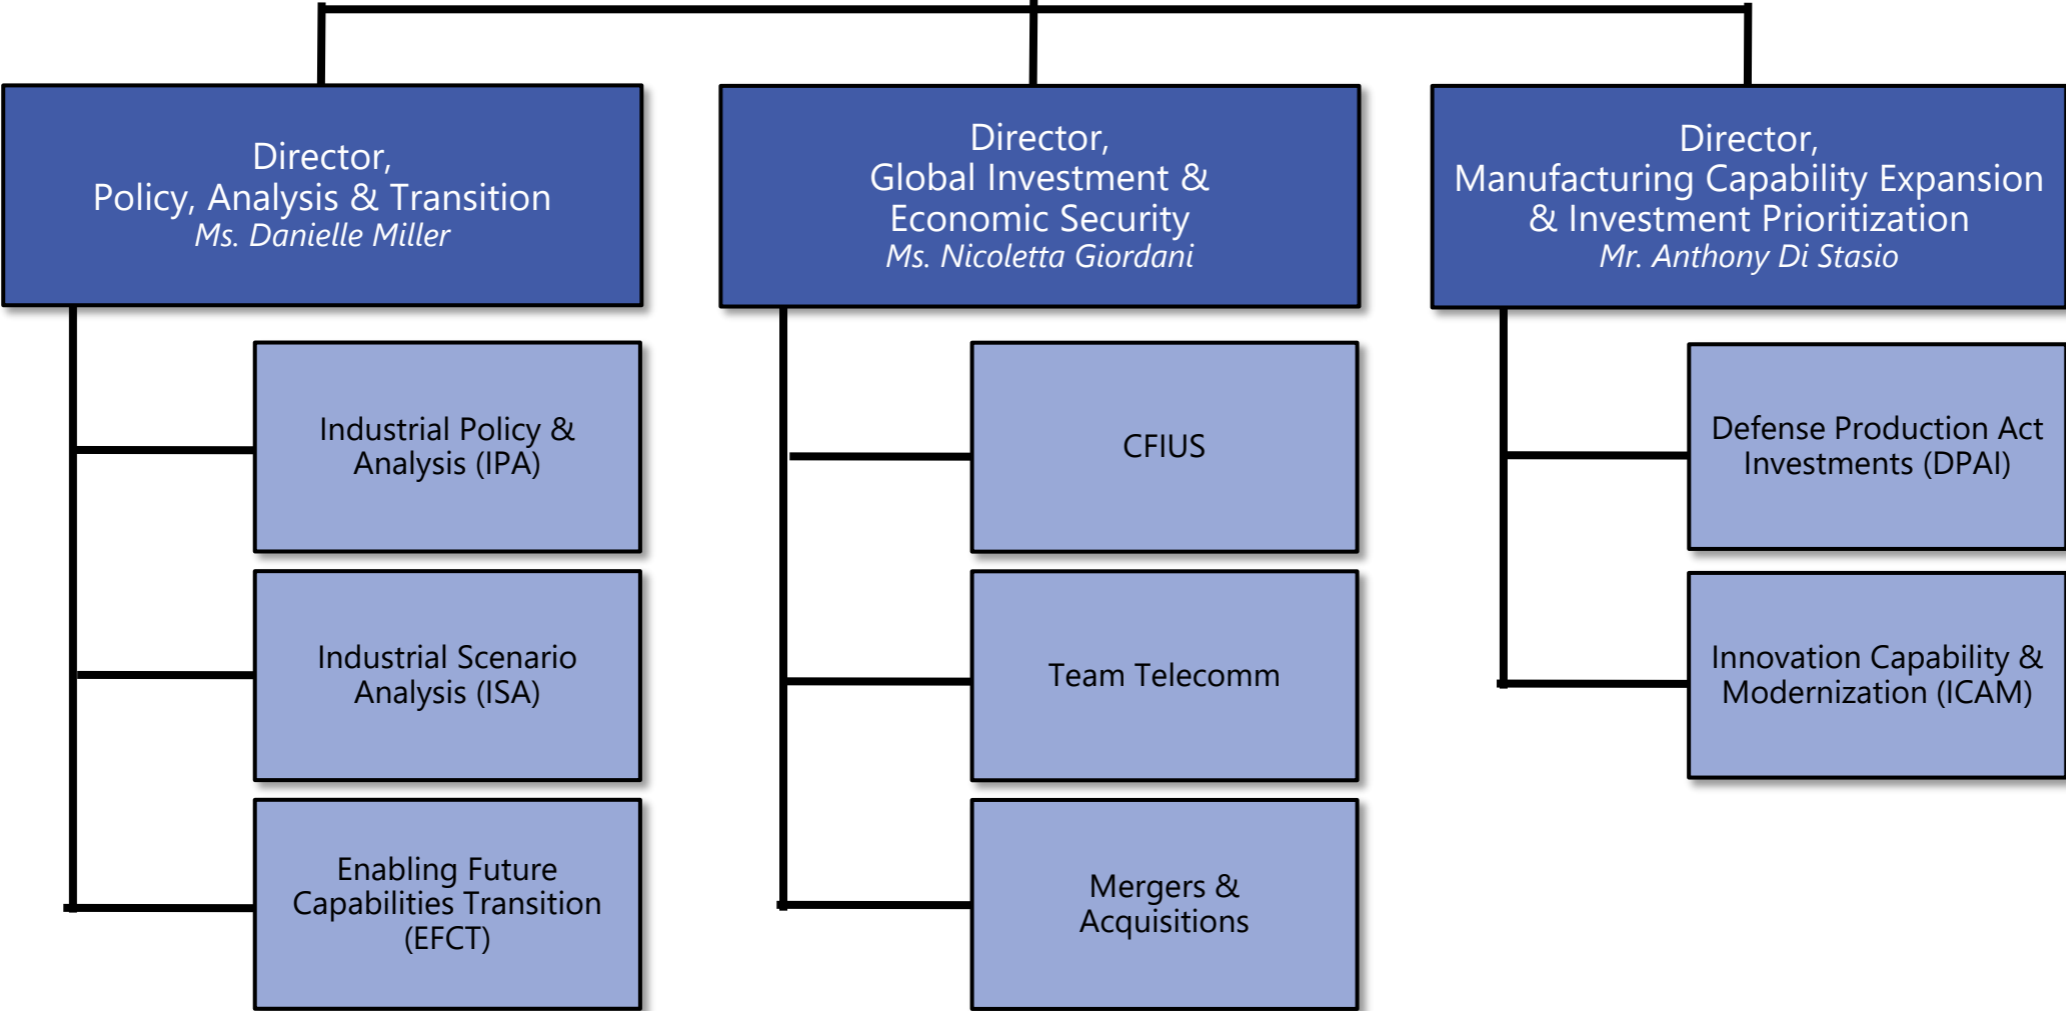 Director,
Policy, Analysis & Transition
Ms. Danielle Miller
Industrial Policy &
Analysis (IPA)
Industrial Scenario
Analysis (ISA)
Enabling Future
Capabilities Transition
(EFCT)
Director,
Global Investment &
Economic Security
Ms. Nicoletta Giordani
CFIUS
Team Telecomm
Mergers &
Acquisitions
Director,
Manufacturing Capability Expansion
& Investment Prioritization
Mr. Anthony Di Stasio
Defense Production Act
Investments (DPAI)
Innovation Capability &
Modernization (ICAM)